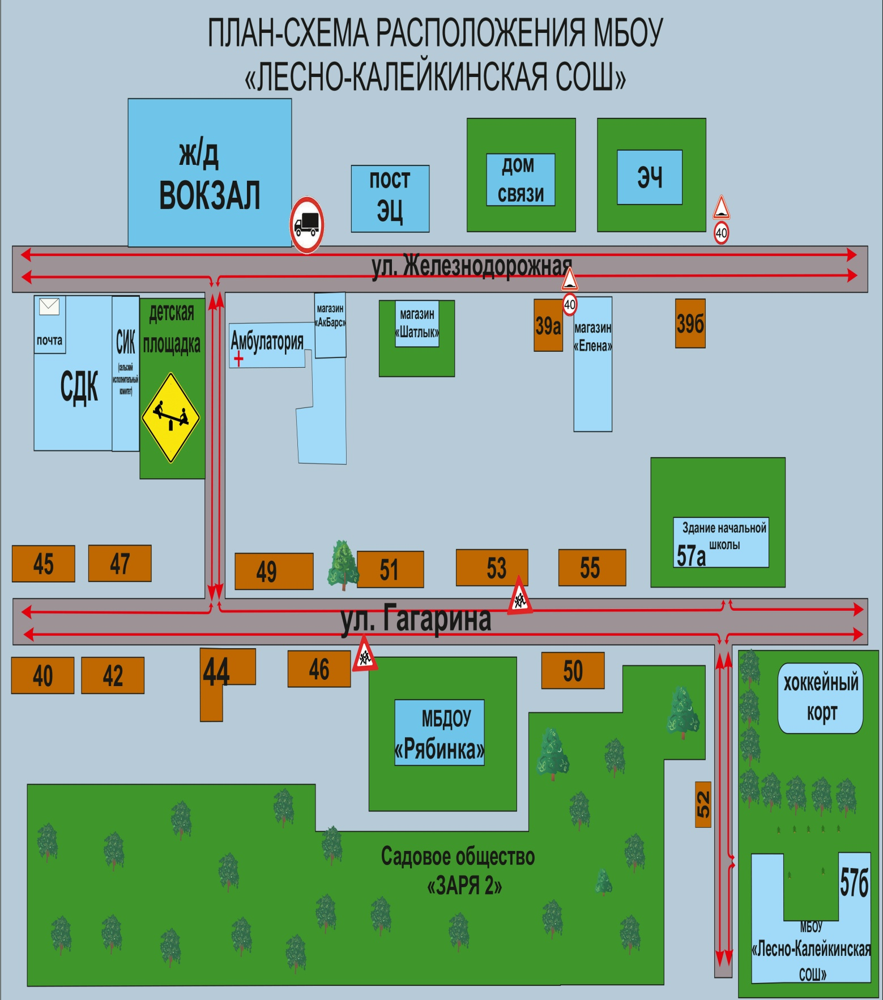 ПЛАН-СХЕМА РАСПОЛОЖЕНИЯ МБОУ
«ЛЕСНО-КАЛЕЙКИНСКАЯ СОШ»
ж/д
ВОКЗАЛ
пост
ЭЦ
дом
связи
ЭЧ
40
ул. Железнодорожная
40
почта
СДК
СИК
(сельский
исполнительный
комитет)
детская
площадка
Амбулатория
магазин
«АкБарс»
магазин
«Шатлык»
39а
магазин
«Елена»
39б
Здание начальной
школы
57а
45
47
49
51
53
55
ул. Гагарина
40
42
44
46
50
МБДОУ
«Рябинка»
хоккейный
корт
52
Садовое общество
«ЗАРЯ 2»
57б
МБОУ
«Лесно-Калейкинская
СОШ»